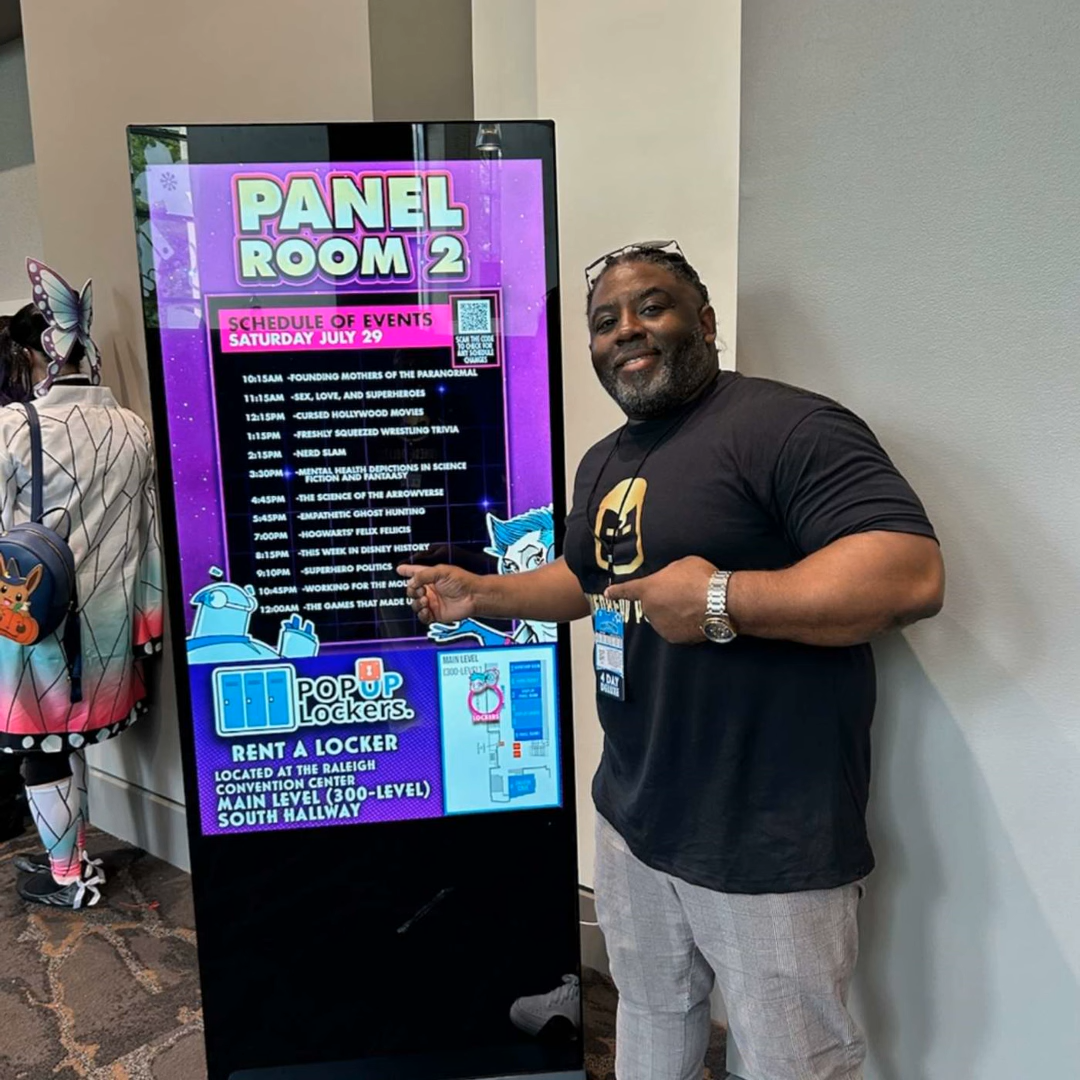 PANEL
ROOM 2
SCHEDULE OF EVENTS
SATURDAY JULY 29
SCAN THE CODE
TO CHECK FOR
ANY SCHEDULE
CHANGES
10:15AM -FOUNDING MOTHERS OF THE PARANORMAL
11:15AM -SEX, LOVE, AND SUPERHEROES
12:15PM -CURSED HOLLYWOOD MOVIES
1:15PM -FRESHLY SQUEEZED WRESTLING TRIVIA
2:15PM -NERD SLAM
3:30PM -MENTAL HEALTH DEPICTIONS IN SCIENCE
FICTION AND FANTAASY
4:45PM -THE SCIENCE OF THE ARROWVERSE
5:45PM -EMPATHETIC GHOST HUNTING
7:00PM -HOGWARTS' FELIX FELICIS
8:15PM -THIS WEEK IN DISNEY HISTORY
9:10PM -SUPERHERO POLITICS
10:45PM -WORKING FOR THE
12:00AM -THE GAMES THAT MADE
POPUP
Lockers.
RENT A LOCKER
LOCATED AT THE RALEIGH
CONVENTION CENTER
MAIN LEVEL (300-LEVEL)
SOUTH HALLWAY
MAIN LEVEL
(300-LEVEL)
LOCKERS
4 DAY
DELUXE